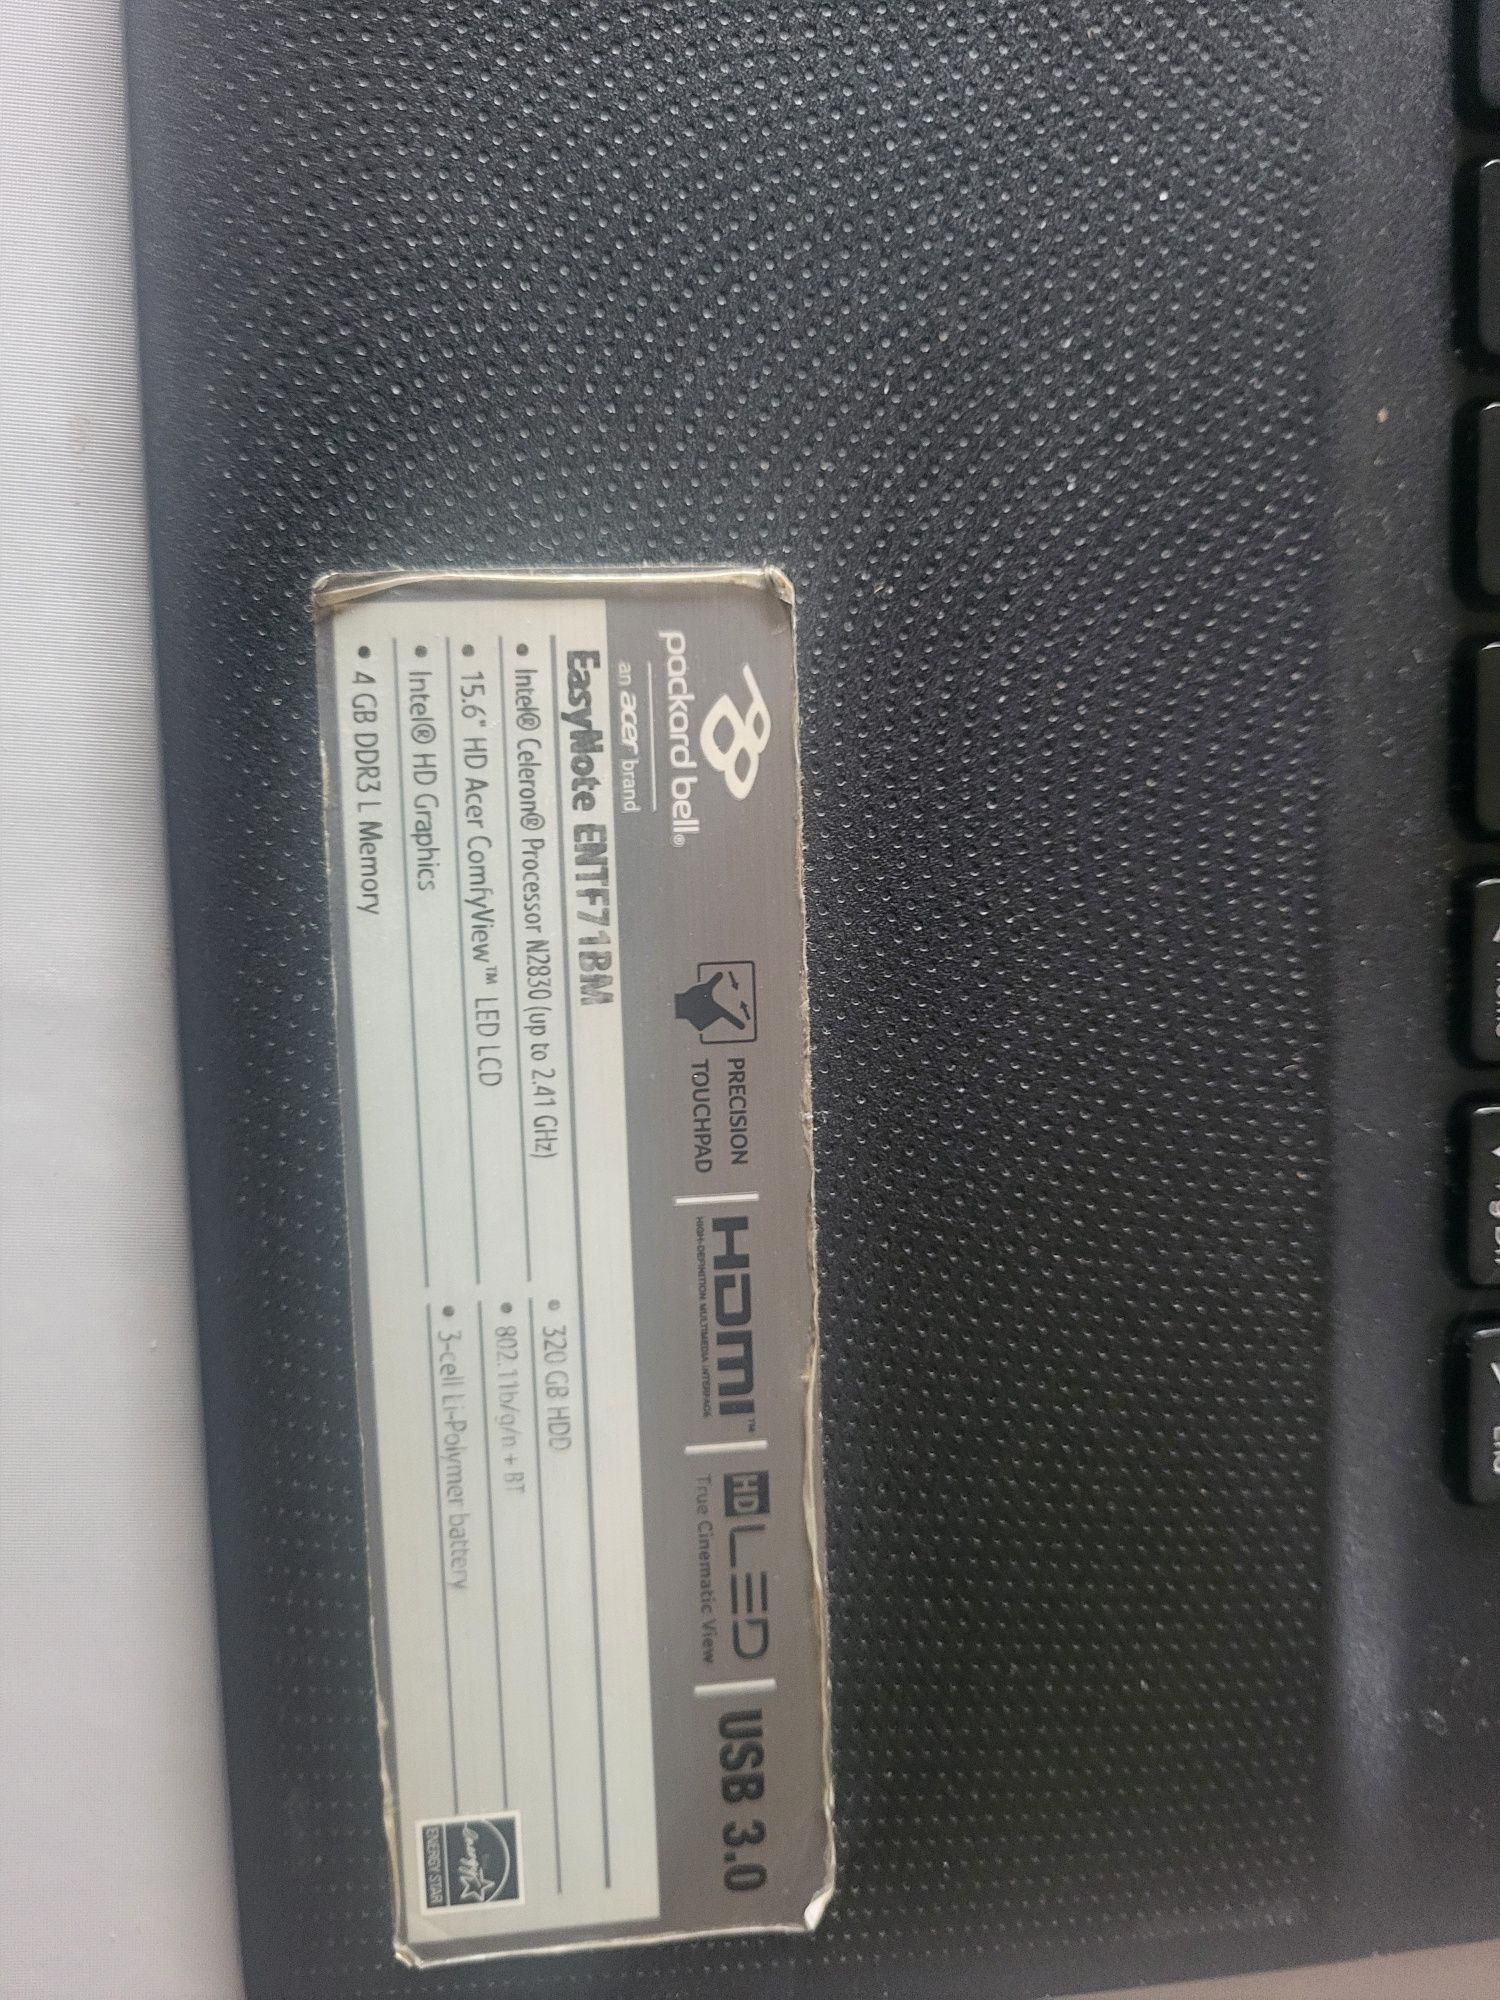 packard bell®
an acer brand
PRECISION
TOUCHPAD
HDMI™
HIGH-DEFINITION MULTIMEDIA INTERFACE
HD LED
True Cinematic View
USB 3.0
EasyNote ENTF71BM
• Intel® Celeron® Processor N2830 (up to 2.41 GHz)
• 15.6" HD Acer ComfyView™ LED LCD
• Intel® HD Graphics
• 4 GB DDR3 L Memory
• 320 GB HDD
• 802.11b/g/n + BT
• 3-cell Li-Polymer battery
energy
ENERGY STAR